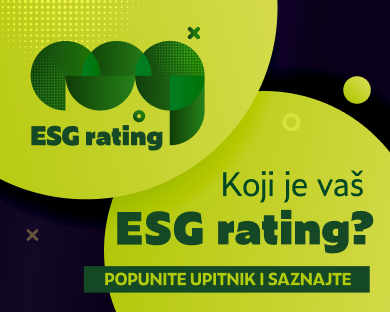 ESG rating
Koji je vaš
ESG rating?
POPUNITE UPITNIK I SAZNAJTE